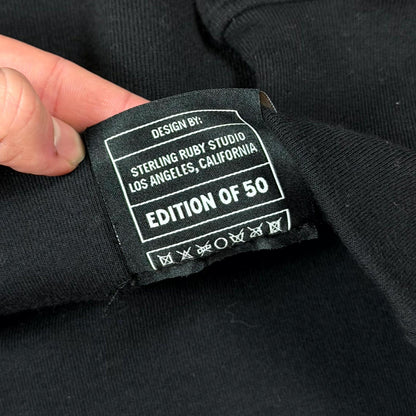 DESIGN BY:
STERLING RUBY STUDIO
LOS ANGELES, CALIFORNIA
EDITION OF 50